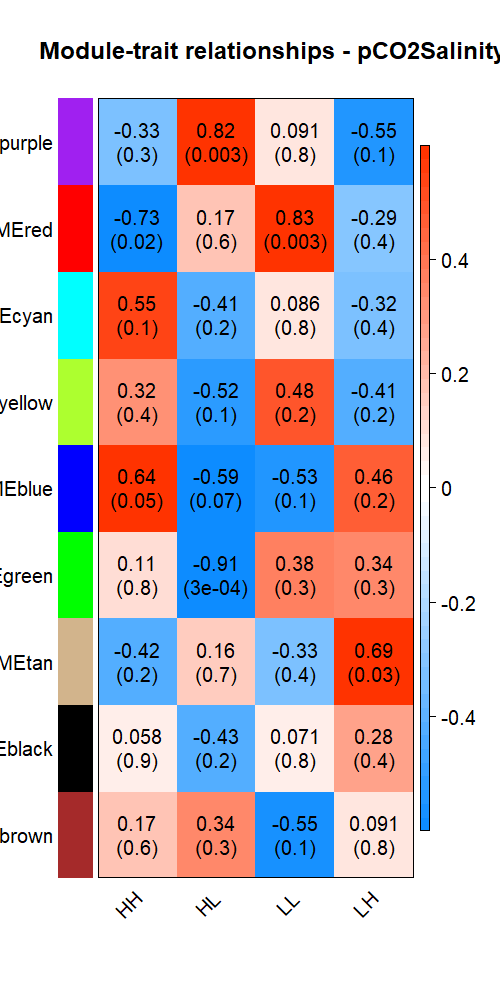 Module-trait relationships - pCO2Salinity
purple
-0.33 0.82 0.091 -0.55
(0.3) (0.003) (0.8) (0.1)
MEred
-0.73 0.17 0.83 -0.29
(0.02) (0.6) (0.003) (0.4)
Ecyan
0.55 -0.41 0.086 -0.32
(0.1) (0.2) (0.8) (0.4)
yellow
0.32 -0.52 0.48 -0.41
(0.4) (0.1) (0.2) (0.2)
MEblue
0.64 -0.59 -0.53 0.46
(0.05) (0.07) (0.1) (0.2)
Egreen
0.11 -0.91 0.38 0.34
(0.8) (3e-04) (0.3) (0.3)
MEtan
-0.42 0.16 -0.33 0.69
(0.2) (0.7) (0.4) (0.03)
Eblack
0.058 -0.43 0.071 0.28
(0.9) (0.2) (0.8) (0.4)
brown
0.17 0.34 -0.55 0.091
(0.6) (0.3) (0.1) (0.8)
HH HL LL LH
0.4
0.2
0
-0.2
-0.4